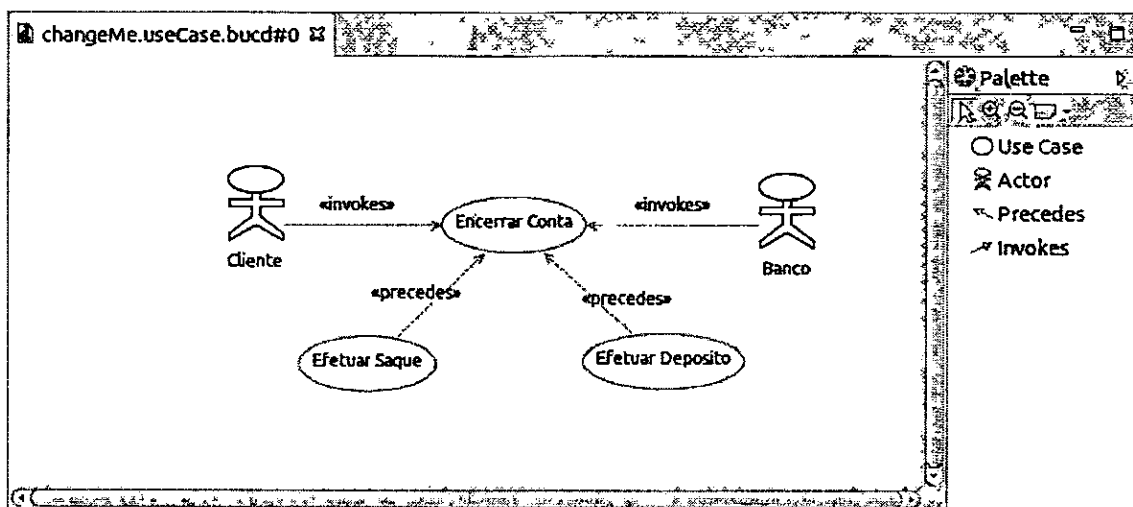 changeMe.useCase.bucd#0
Palette
Use Case
Actor
Precedes
Invokes
«invokes»
«invokes»
Encerrar Conta
Cliente
Banco
«precedes»
«precedes»
Efetuar Saque
Efetuar Deposito